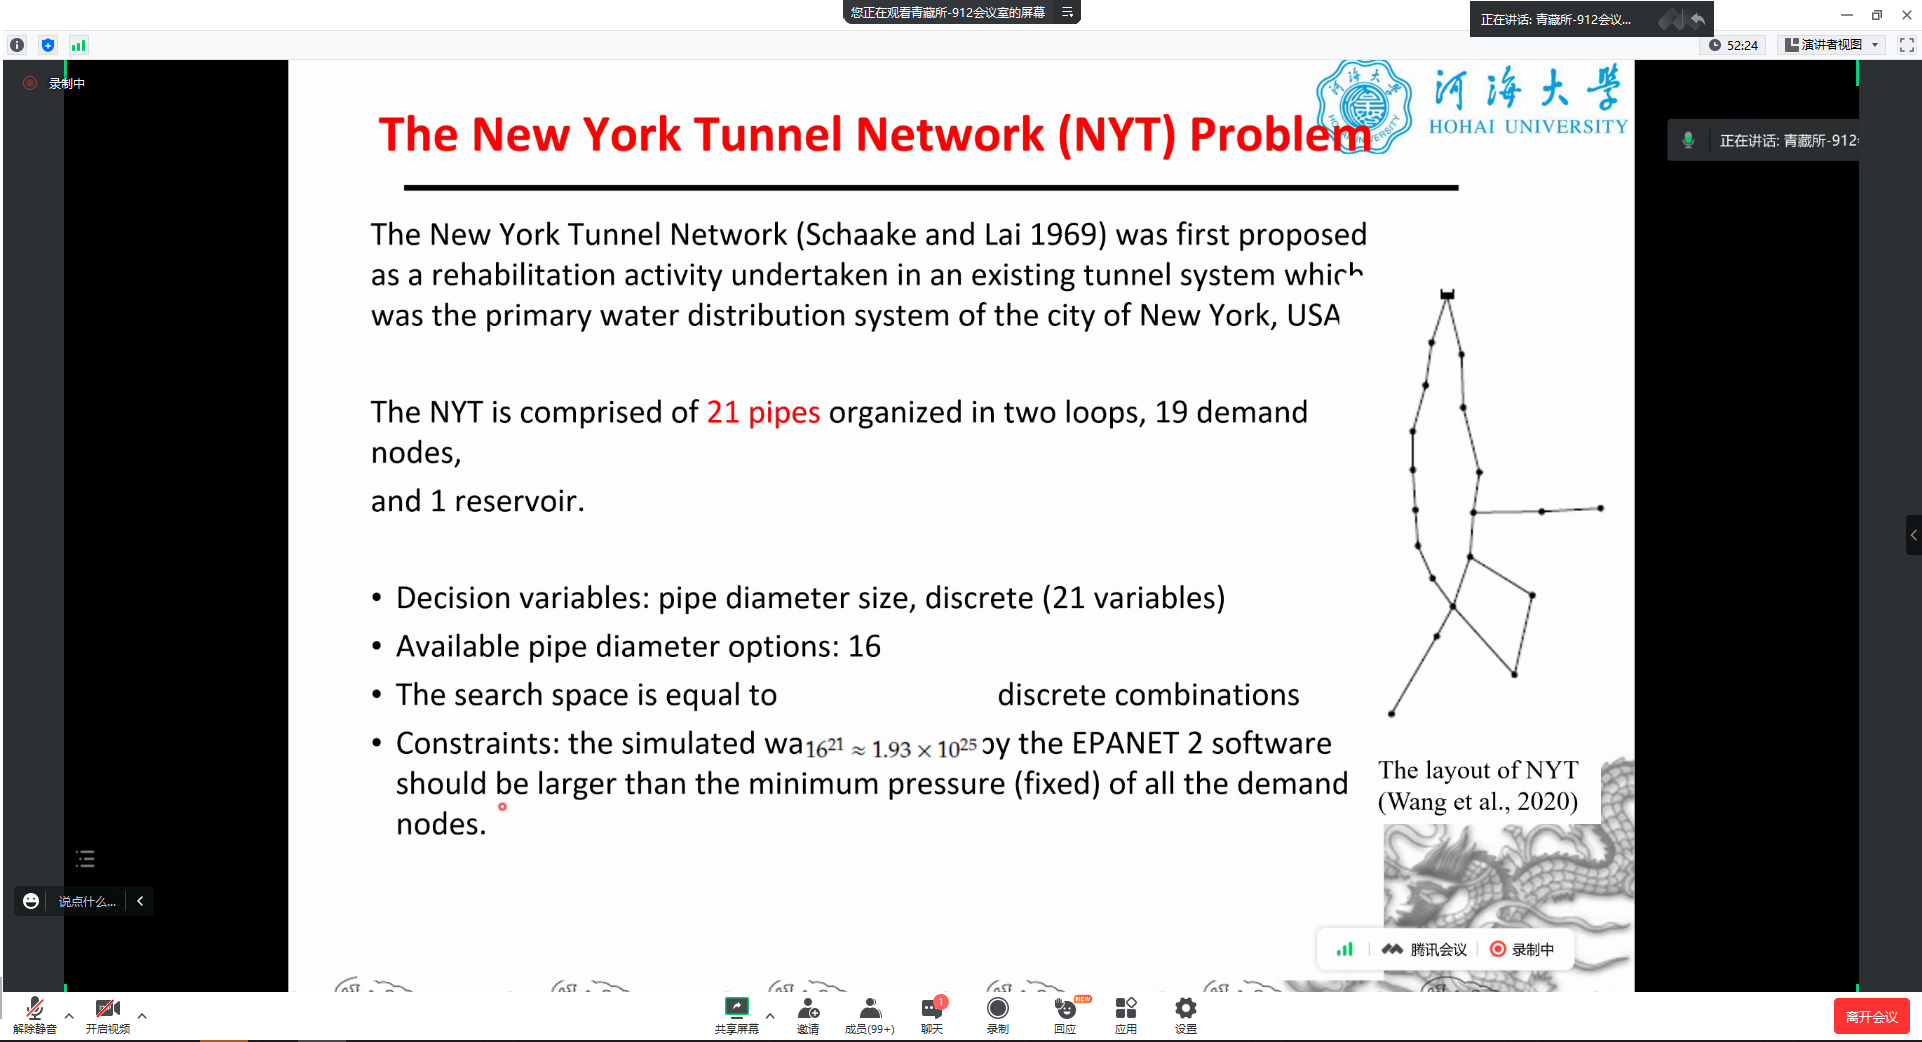 您正在观看青藏所-912会议室的屏幕
正在讲话: 青藏所-912会议...
52:24
演讲者视图
录制中
河海大学
HOHAI UNIVERSITY
The New York Tunnel Network (NYT) Problem
正在讲话: 青藏所-912
The New York Tunnel Network (Schaake and Lai 1969) was first proposed
as a rehabilitation activity undertaken in an existing tunnel system which
was the primary water distribution system of the city of New York, USA
The NYT is comprised of 21 pipes organized in two loops, 19 demand
nodes,
and 1 reservoir.
• Decision variables: pipe diameter size, discrete (21 variables)
• Available pipe diameter options: 16
• The search space is equal to discrete combinations
• Constraints: the simulated wa 16²¹ ≈ 1.93 × 10²⁵ by the EPANET 2 software
should be larger than the minimum pressure (fixed) of all the demand
nodes.
The layout of NYT
(Wang et al., 2020)
说点什么...
腾讯会议
录制中
解除静音
开启视频
共享屏幕
邀请
成员(99+)
1
聊天
录制
NEW
回应
应用
设置
离开会议